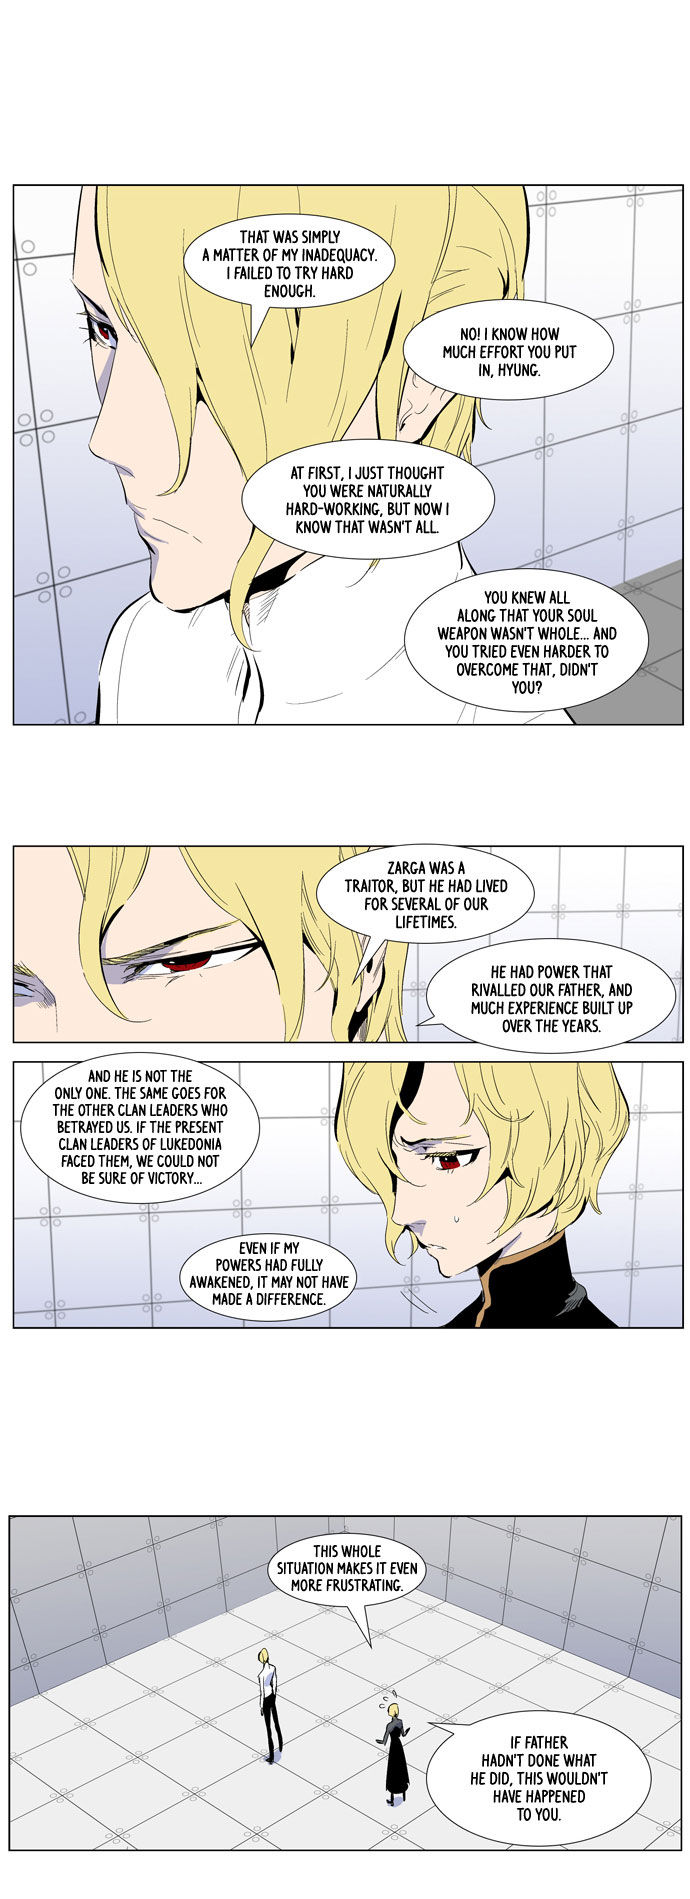 THAT WAS SIMPLY
A MATTER OF MY INADEQUACY.
I FAILED TO TRY HARD
ENOUGH.
NO! I KNOW HOW
MUCH EFFORT YOU PUT
IN, HYUNG.
AT FIRST, I JUST THOUGHT
YOU WERE NATURALLY
HARD-WORKING, BUT NOW I
KNOW THAT WASN'T ALL.
YOU KNEW ALL
ALONG THAT YOUR SOUL
WEAPON WASN'T WHOLE... AND
YOU TRIED EVEN HARDER TO
OVERCOME THAT, DIDN'T
YOU?
ZARGA WAS A
TRAITOR, BUT HE HAD LIVED
FOR SEVERAL OF OUR
LIFETIMES.
HE HAD POWER THAT
RIVALLED OUR FATHER, AND
MUCH EXPERIENCE BUILT UP
OVER THE YEARS.
AND HE IS NOT THE
ONLY ONE. THE SAME GOES FOR
THE OTHER CLAN LEADERS WHO
BETRAYED US. IF THE PRESENT
CLAN LEADERS OF LUKEDONIA
FACED THEM, WE COULD NOT
BE SURE OF VICTORY...
EVEN IF MY
POWERS HAD FULLY
AWAKENED, IT MAY NOT HAVE
MADE A DIFFERENCE.
THIS WHOLE
SITUATION MAKES IT EVEN
MORE FRUSTRATING.
IF FATHER
HADN'T DONE WHAT
HE DID, THIS WOULDN'T
HAVE HAPPENED
TO YOU.